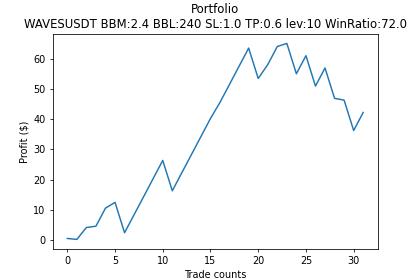 Portfolio
WAVESUSDT BBM:2.4 BBL:240 SL:1.0 TP:0.6 lev:10 WinRatio:72.0
60
50
40
30
20
10
0
Profit ($)
0 5 10 15 20 25 30
Trade counts